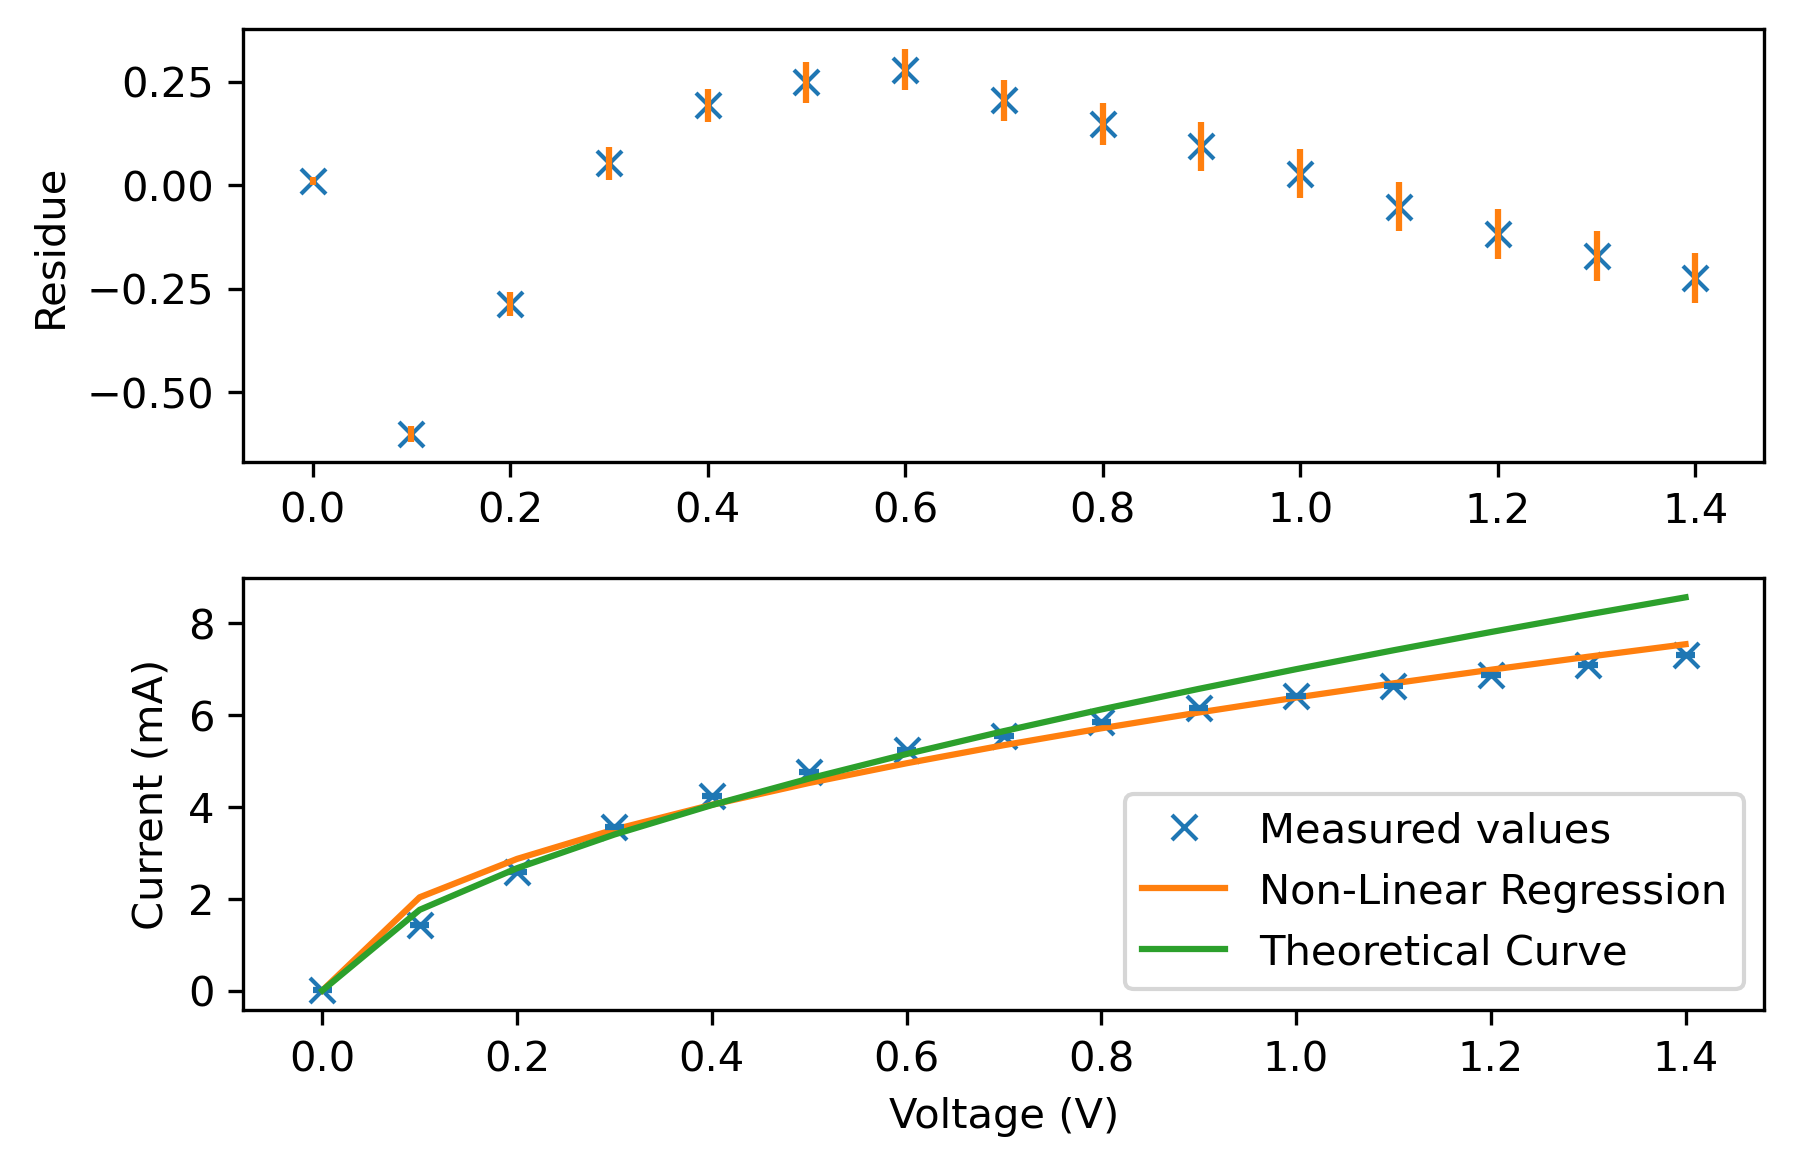 Residue
0.25
0.00
−0.25
−0.50
0.0 0.2 0.4 0.6 0.8 1.0 1.2 1.4
Current (mA)
8
6
4
2
0
Measured values
Non-Linear Regression
Theoretical Curve
0.0 0.2 0.4 0.6 0.8 1.0 1.2 1.4
Voltage (V)